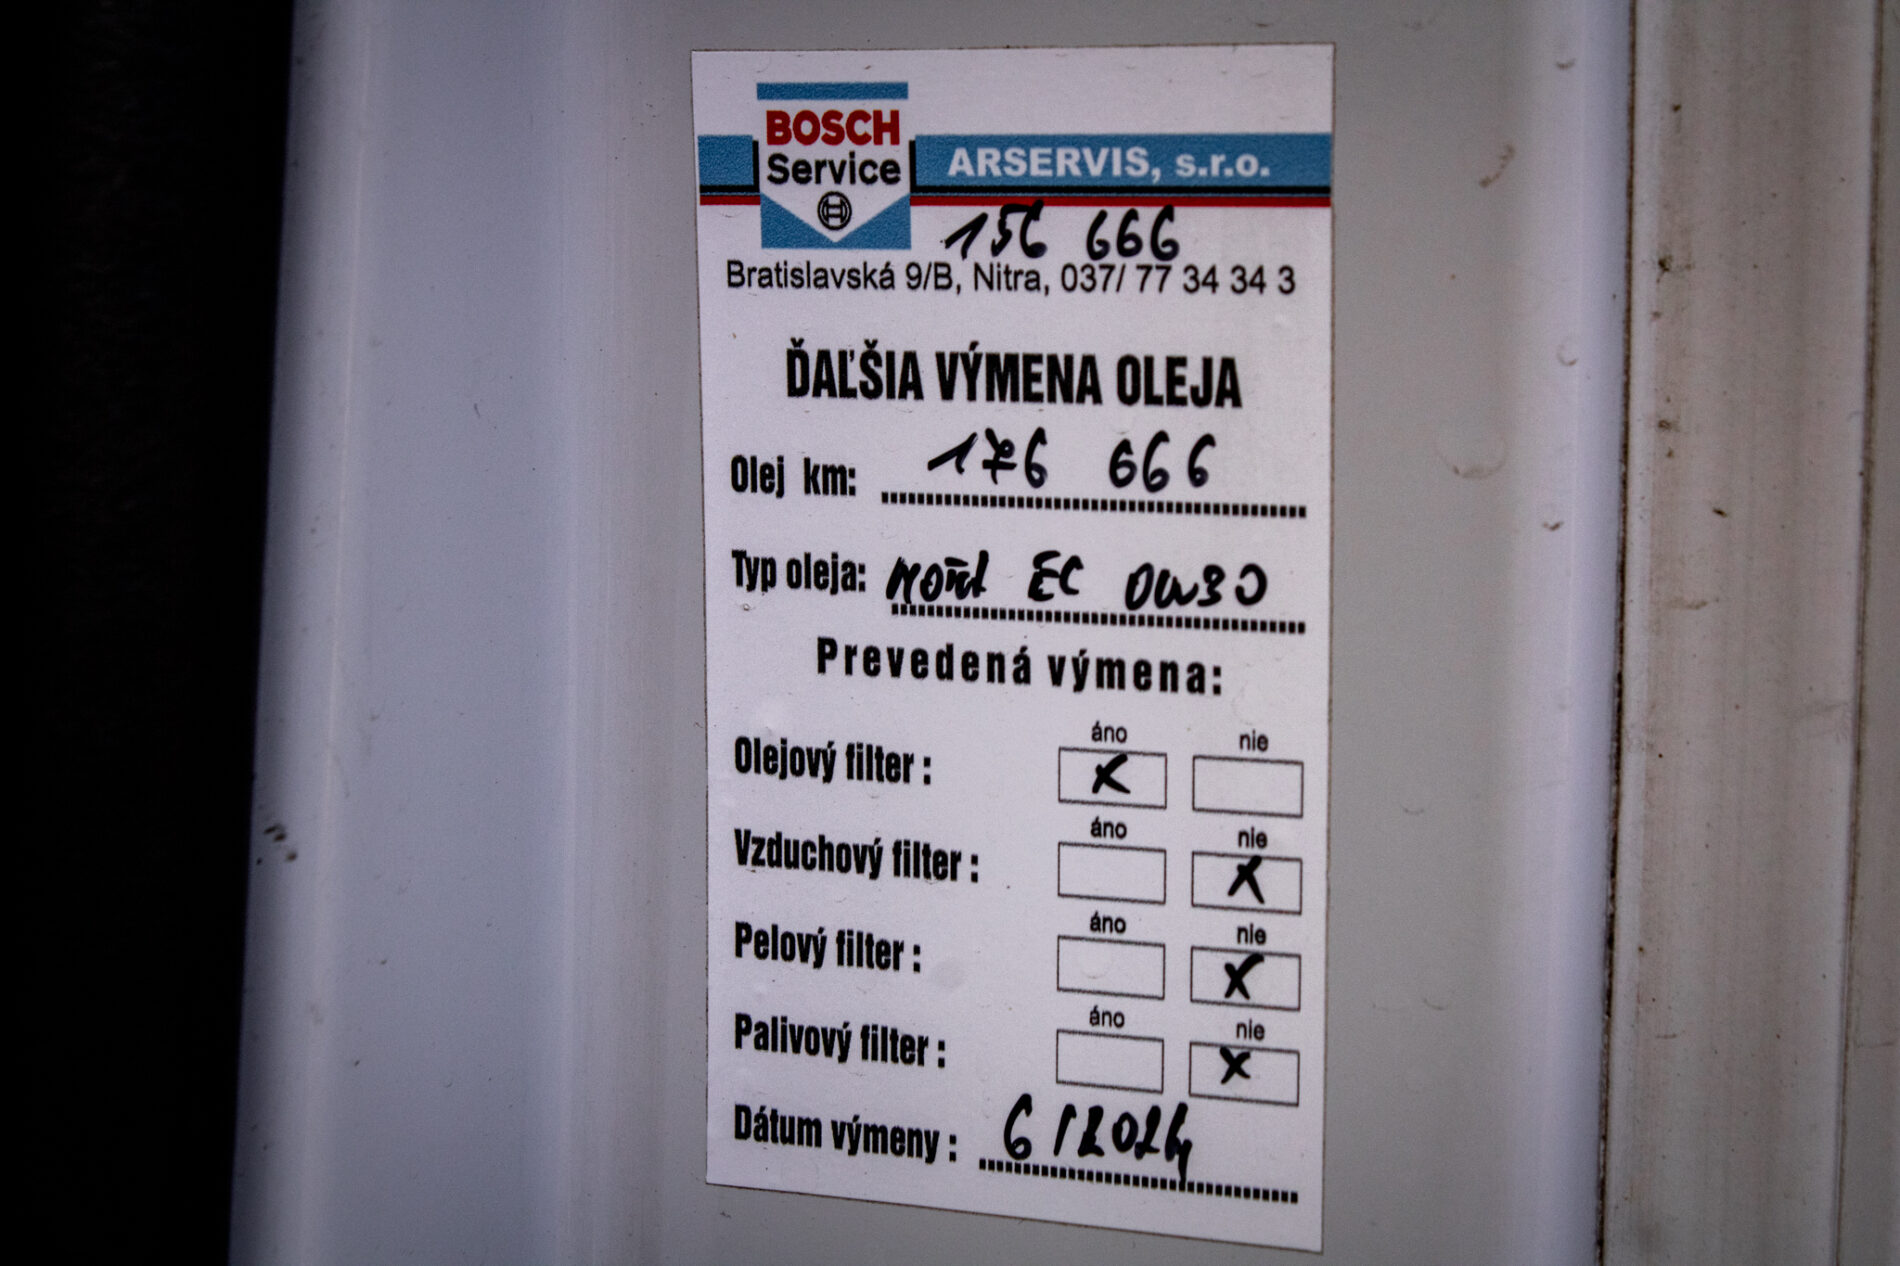 BOSCH
Service
ARSERVIS, s.r.o.
156 666
Bratislavská 9/B, Nitra, 037/ 77 34 34 3
ĎAĽŠIA VÝMENA OLEJA
Olej km: 176 666
Typ oleja: EC 0W30
Prevedená výmena:
áno nie
Olejový filter : X
áno nie
Vzduchový filter : X
áno nie
Pelový filter : X
áno nie
Palivový filter : X
Dátum výmeny : 6/2024